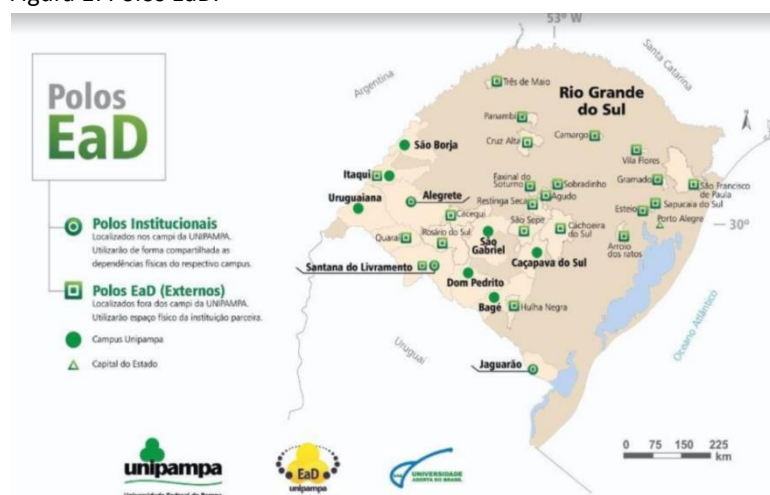 53º W
Polos
EaD
Polos Institucionais
Localizados nos campi da UNIPAMPA.
Utilizarão de forma compartilhada as
dependências físicas do respectivo campus.
Polos EaD (Externos)
Localizados fora dos campi da UNIPAMPA.
Utilizarão espaço físico da instituição parceira.
Campus Unipampa
Capital do Estado
Argentina
Santa Catarina
Rio Grande
do Sul
Três de Maio
Panambi
Cruz Alta
Camargo
Vila Flores
São Borja
Itaqui
Uruguaiana
Alegrete
Faxinal do
Soturno
Sobradinho
Agudo
Restinga Seca
Gramado
São Francisco
de Paula
Sapucaia do Sul
Esteio
Porto Alegre
30º
Cacequi
Quaraí
Rosário do Sul
São
Gabriel
São Sepé
Cachoeira
do Sul
Arroio
dos ratos
Santana do Livramento
Caçapava do Sul
Dom Pedrito
Bagé
Hulha Negra
Uruguai
Jaguarão
Oceano Atlântico
0 75 150 225
km
unipampa
EaD
unipampa
UNIVERSIDADE
ABERTA DO BRASIL